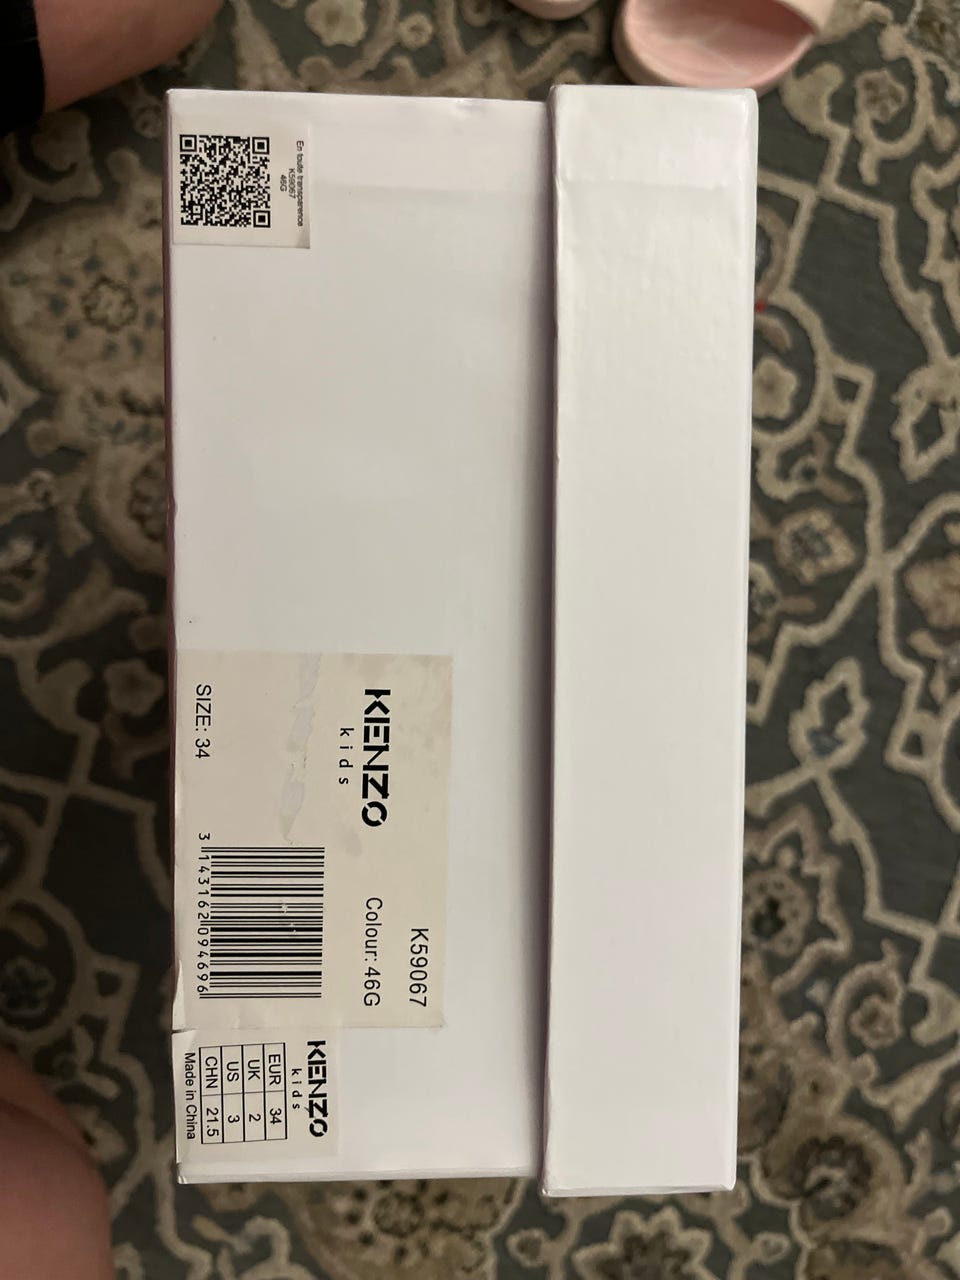 En toute transparence
K59067
46G
K59067
KENZO
kids
Colour: 46G
SIZE: 34
3 143162 094696
KENZO
kids
EUR 34
UK 2
US 3
CHN 21.5
Made in China